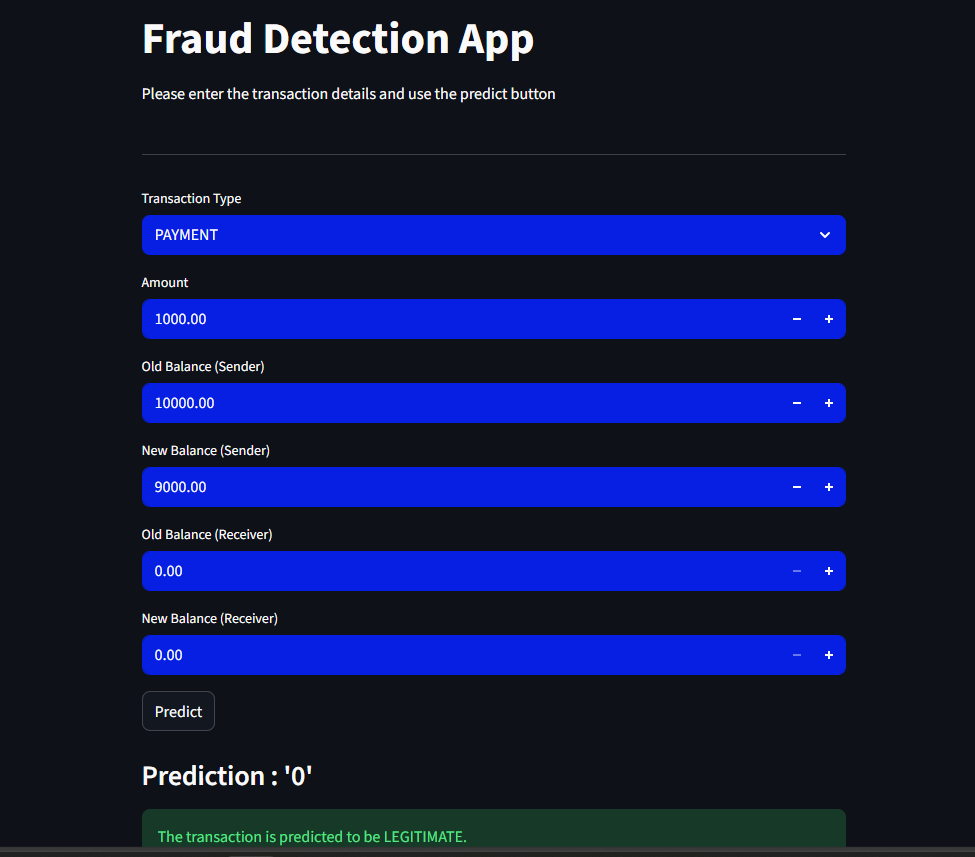 Fraud Detection App
Please enter the transaction details and use the predict button
Transaction Type
PAYMENT
Amount
1000.00
Old Balance (Sender)
10000.00
New Balance (Sender)
9000.00
Old Balance (Receiver)
0.00
New Balance (Receiver)
0.00
Predict
Prediction : '0'
The transaction is predicted to be LEGITIMATE.